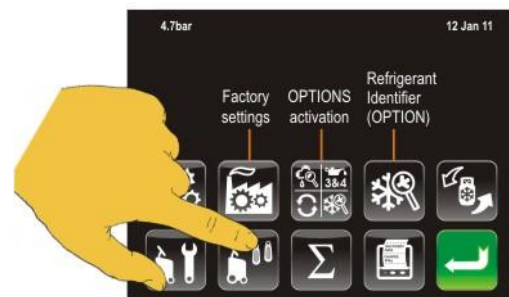 4.7bar
12 Jan 11
Refrigerant
Factory OPTIONS Identifier
settings activation (OPTION)
3&4
Σ